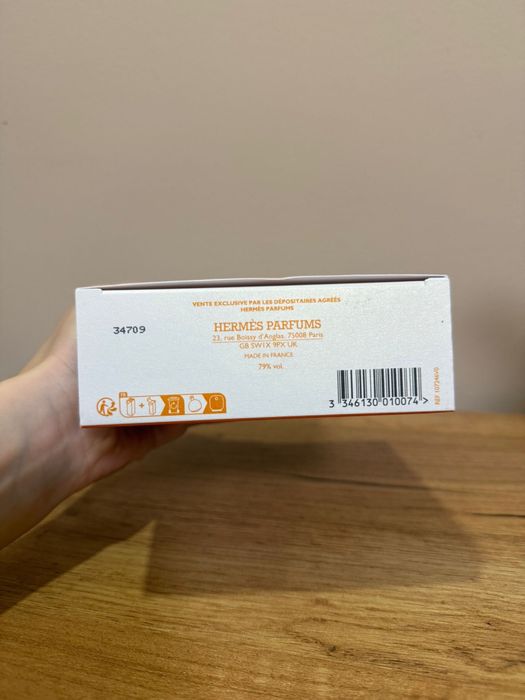 VENTE EXCLUSIVE PAR LES DÉPOSITAIRES AGRÉÉS
HERMÈS PARFUMS
34709
HERMÈS PARFUMS
23, rue Boissy d'Anglas, 75008 Paris
GB SW1X 9PX UK
MADE IN FRANCE
79% vol.
FR
3 346130 010074 >